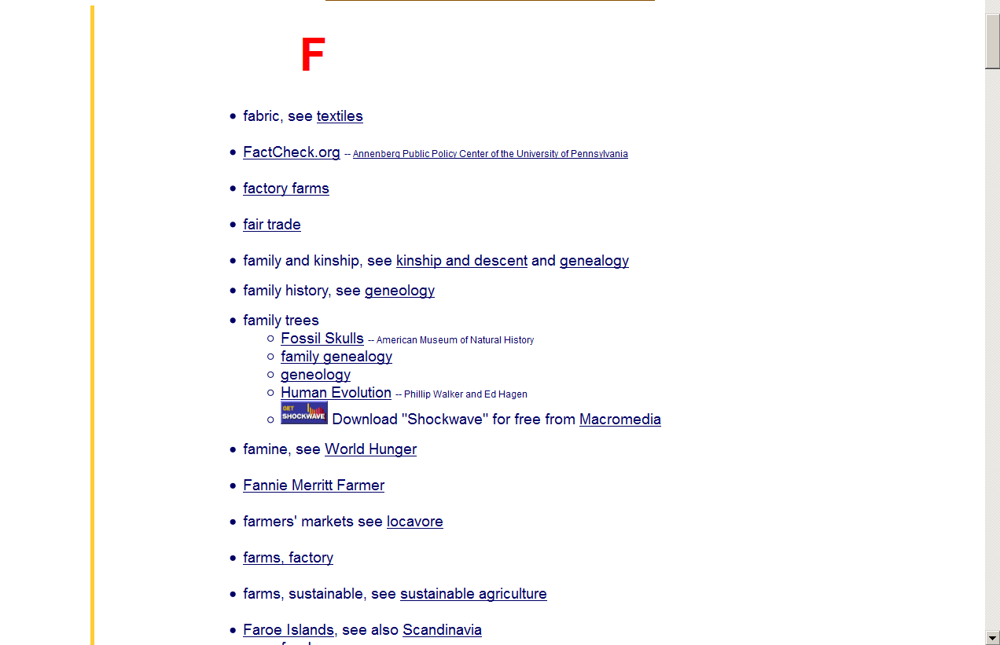 F
fabric, see textiles
FactCheck.org -- Annenberg Public Policy Center of the University of Pennsylvania
factory farms
fair trade
family and kinship, see kinship and descent and genealogy
family history, see geneology
family trees
Fossil Skulls -- American Museum of Natural History
family genealogy
geneology
Human Evolution -- Phillip Walker and Ed Hagen
GET SHOCKWAVE Download "Shockwave" for free from Macromedia
famine, see World Hunger
Fannie Merritt Farmer
farmers' markets see locavore
farms, factory
farms, sustainable, see sustainable agriculture
Faroe Islands, see also Scandinavia